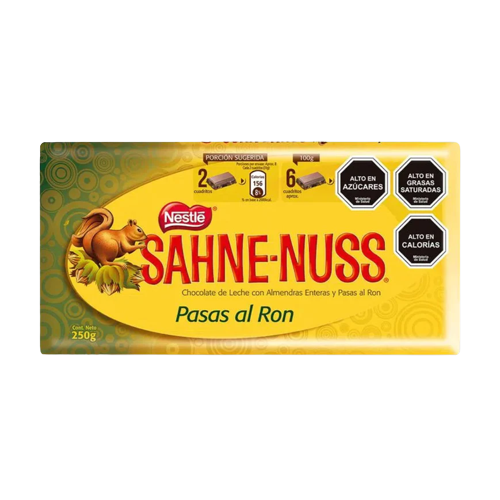 PORCIÓN SUGERIDA
100g
2
cuadritos
Calorías
156
8%
6
cuadritos
ALTO EN
AZÚCARES
Ministerio
de Salud
ALTO EN
GRASAS
SATURADAS
Ministerio
de Salud
ALTO EN
CALORÍAS
Ministerio
de Salud
Nestlé
SAHNE-NUSS
Chocolate de Leche con Almendras Enteras y Pasas al Ron
Pasas al Ron
Cont. Neto
250g